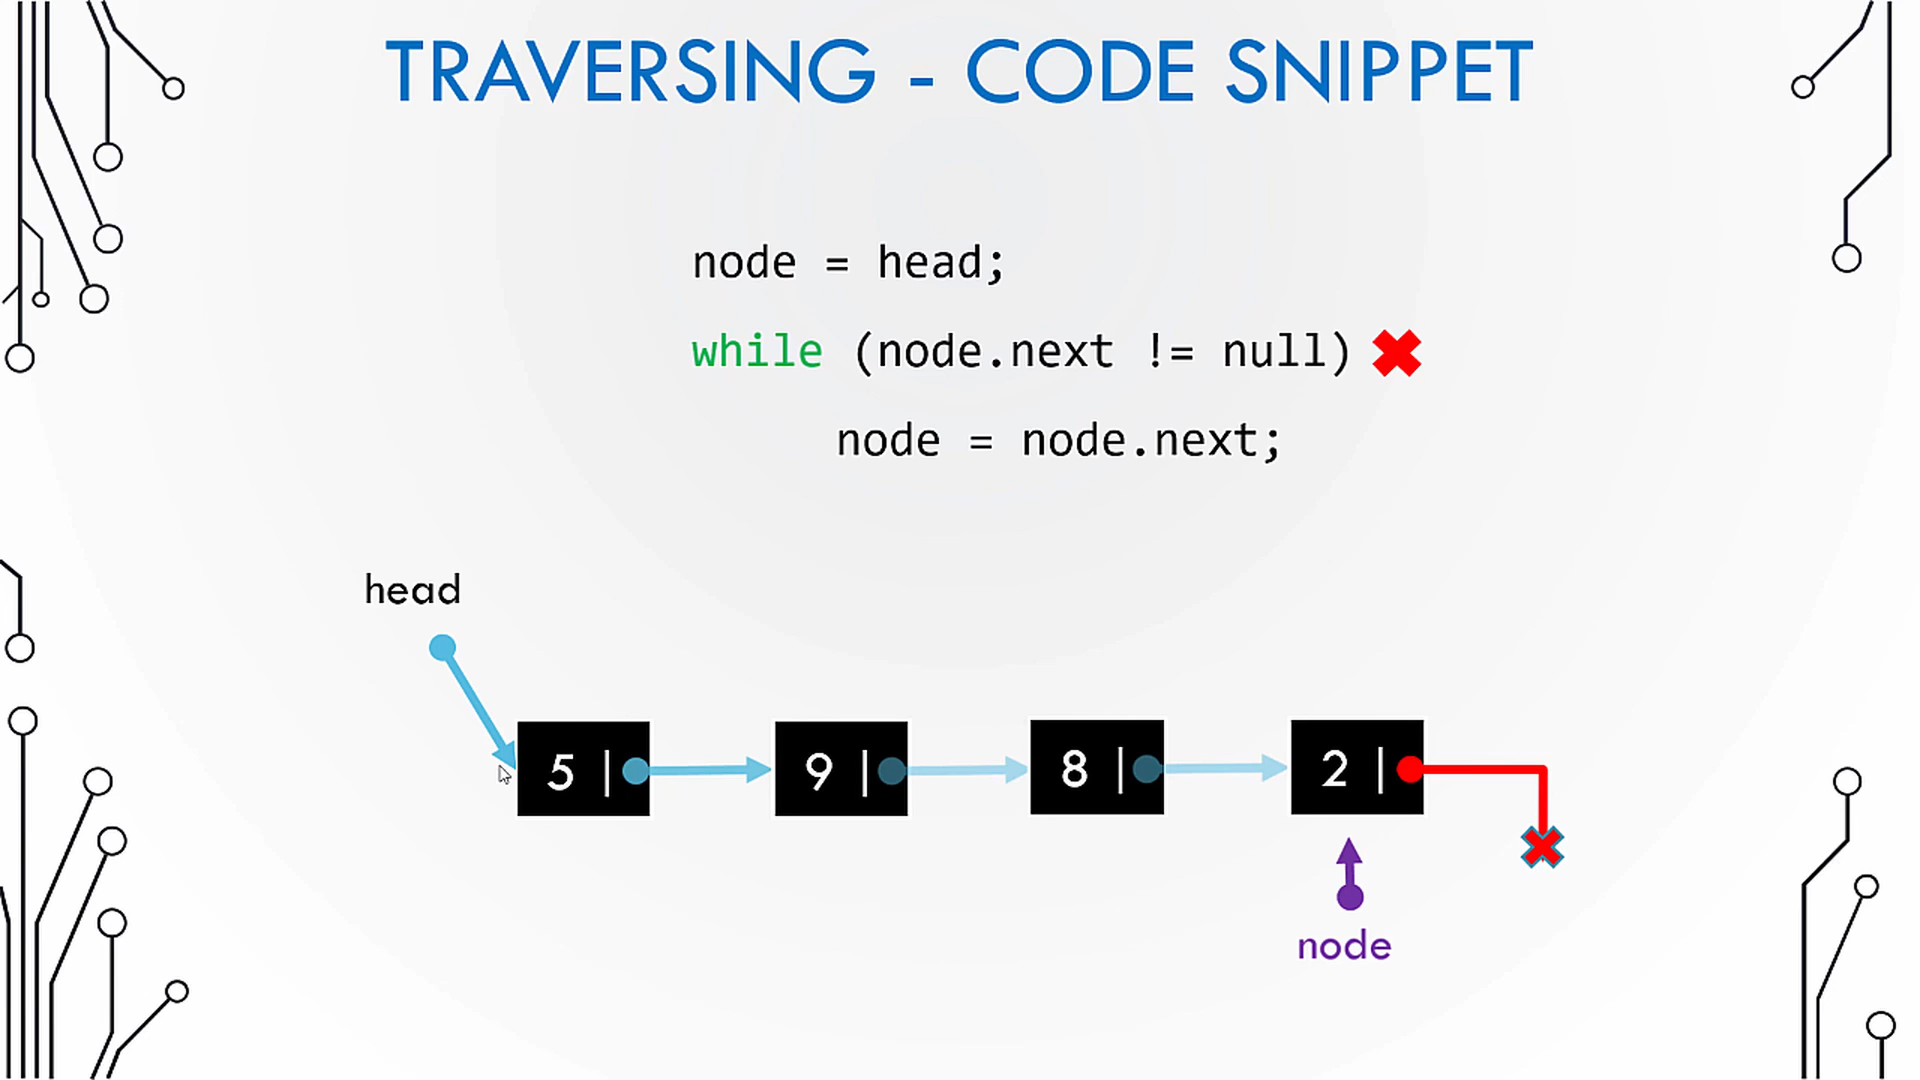 TRAVERSING - CODE SNIPPET
node = head;
while (node.next != null)
node = node.next;
head
5 | 9 | 8 | 2 |
node